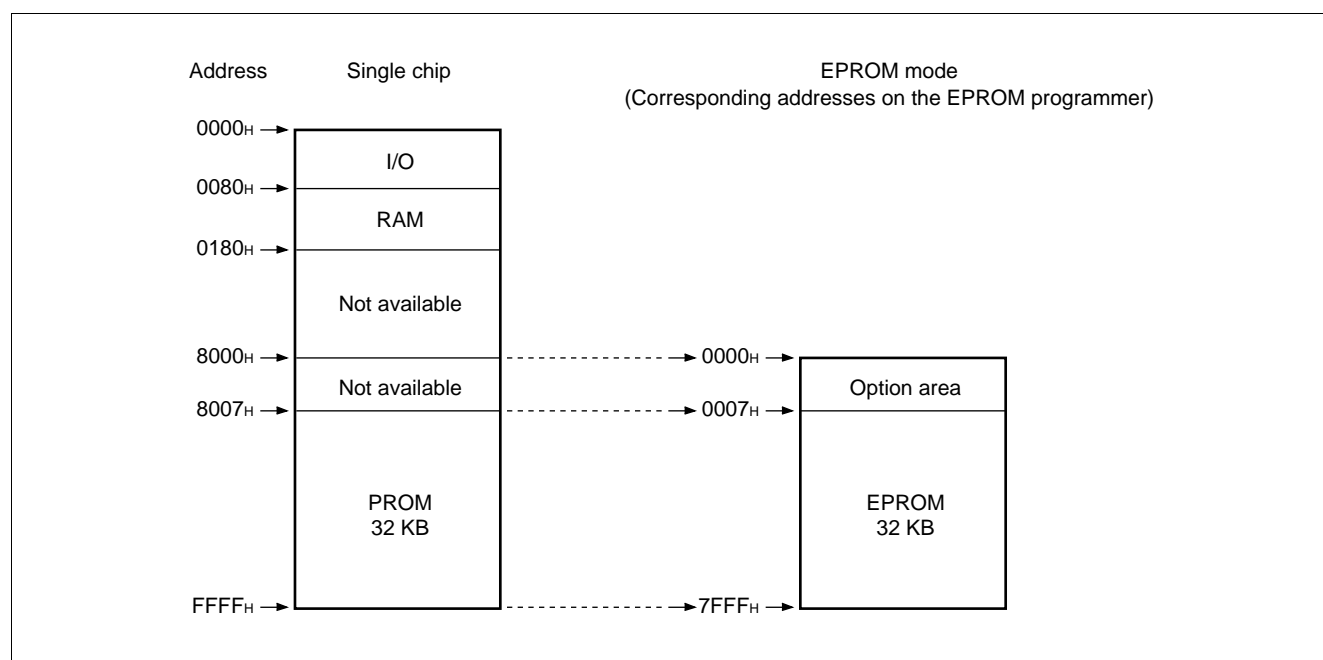 Address Single chip EPROM mode
(Corresponding addresses on the EPROM programmer)
0000H
I/O
0080H
RAM
0180H
Not available
8000H 0000H
Not available Option area
8007H 0007H
PROM EPROM
32 KB 32 KB
FFFFH 7FFFH